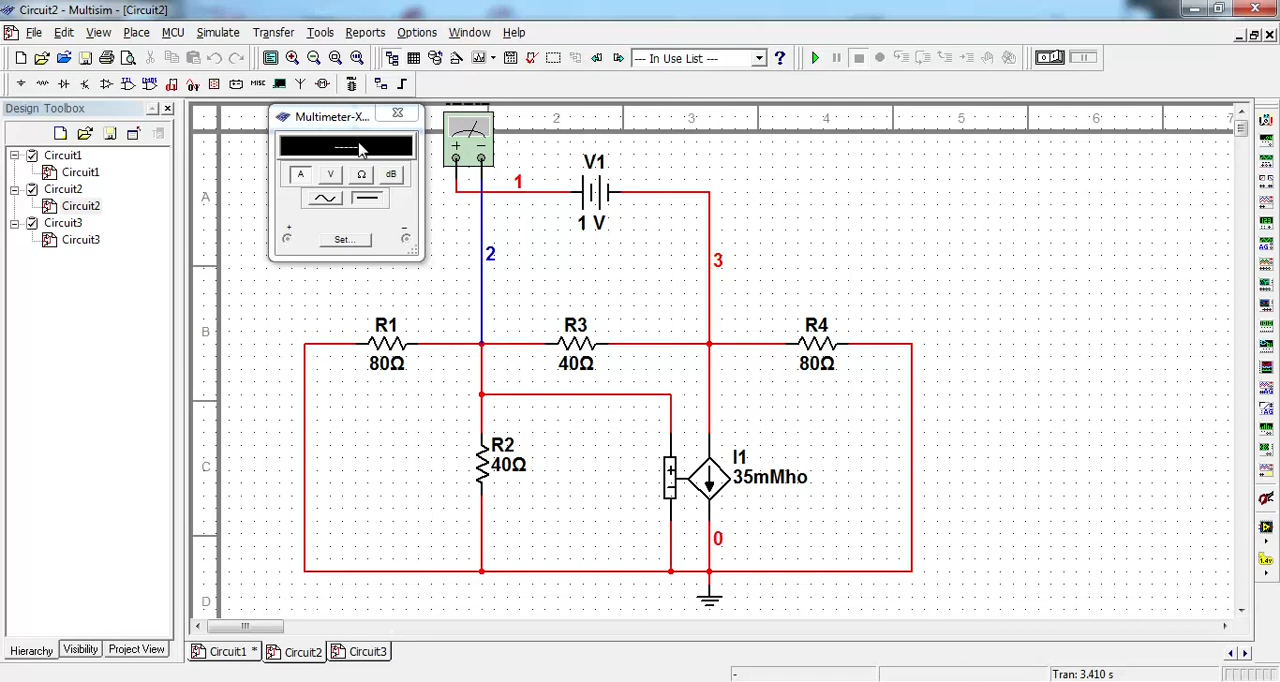 Circuit2 - Multisim - [Circuit2]
File Edit View Place MCU Simulate Transfer Tools Reports Options Window Help
--- In Use List --- ?
MISC
Design Toolbox
Circuit1
Circuit1
Circuit2
Circuit2
Circuit3
Circuit3
Multimeter-X...
-----
A V Ω dB
+ -
Set...
2 3 4 5 6 7
A
B
C
D
+ -
1
V1
1 V
2
3
R1
80Ω
R3
40Ω
R4
80Ω
R2
40Ω
+
-
I1
35mMho
0
Hierarchy Visibility Project View
Circuit1 * Circuit2 Circuit3
-
Tran: 3.410 s